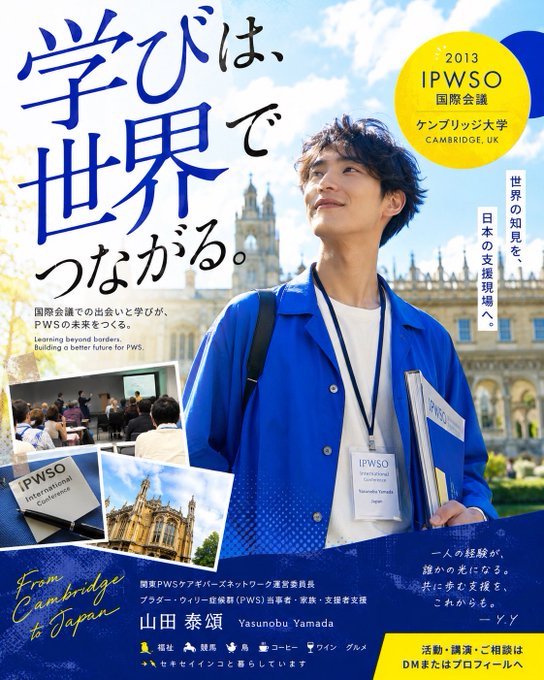 学びは、
世界で
つながる。
国際会議での出会いと学びが、
PWSの未来をつくる。
Learning beyond borders.
Building a better future for PWS.
2013
IPWSO
国際会議
ケンブリッジ大学
CAMBRIDGE, UK
世界の知見を、
日本の支援現場へ。
IPWSO
International
Conference
IPWSO
International
Conference
Yasunobu Yamada
Japan
IPWSO
From
Cambridge
to Japan
関東PWSケアギバーズネットワーク運営委員長
プラダー・ウィリー症候群(PWS)当事者・家族・支援者支援
山田 泰頌 Yasunobu Yamada
福祉 競馬 鳥 コーヒー ワイン グルメ
セキセイインコと暮らしています
一人の経験が、
誰かの光になる。
共に歩む支援を、
これからも。
— Y.Y
活動・講演・ご相談は
DMまたはプロフィールへ